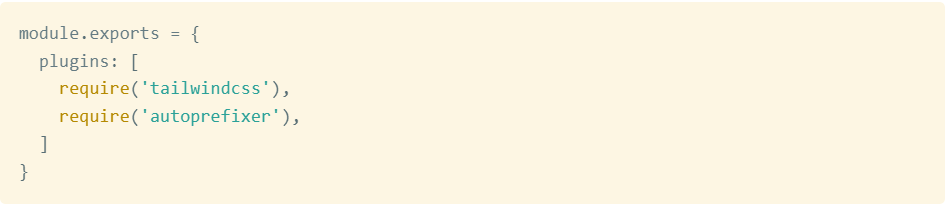 module.exports = {
  plugins: [
    require('tailwindcss'),
    require('autoprefixer'),
  ]
}